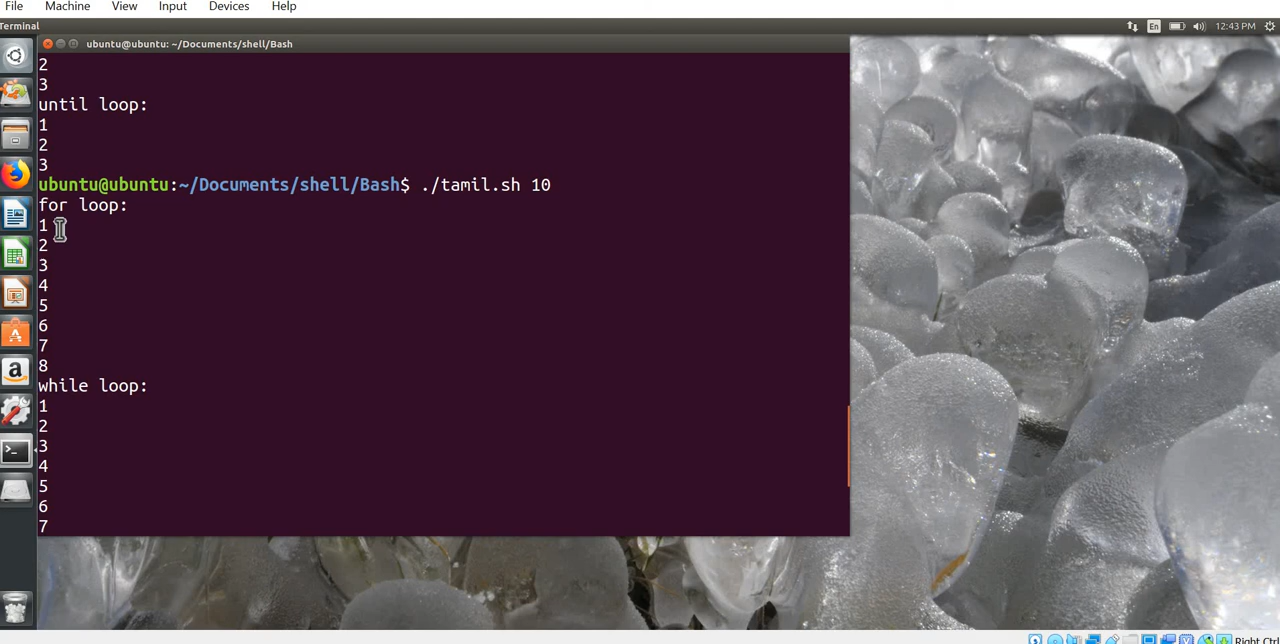 File Machine View Input Devices Help
Terminal
En 12:43 PM
ubuntu@ubuntu: ~/Documents/shell/Bash
2
3
until loop:
1
2
3
ubuntu@ubuntu:~/Documents/shell/Bash$ ./tamil.sh 10
for loop:
1
2
3
4
5
6
7
8
while loop:
1
2
3
4
5
6
7
Right Ctrl